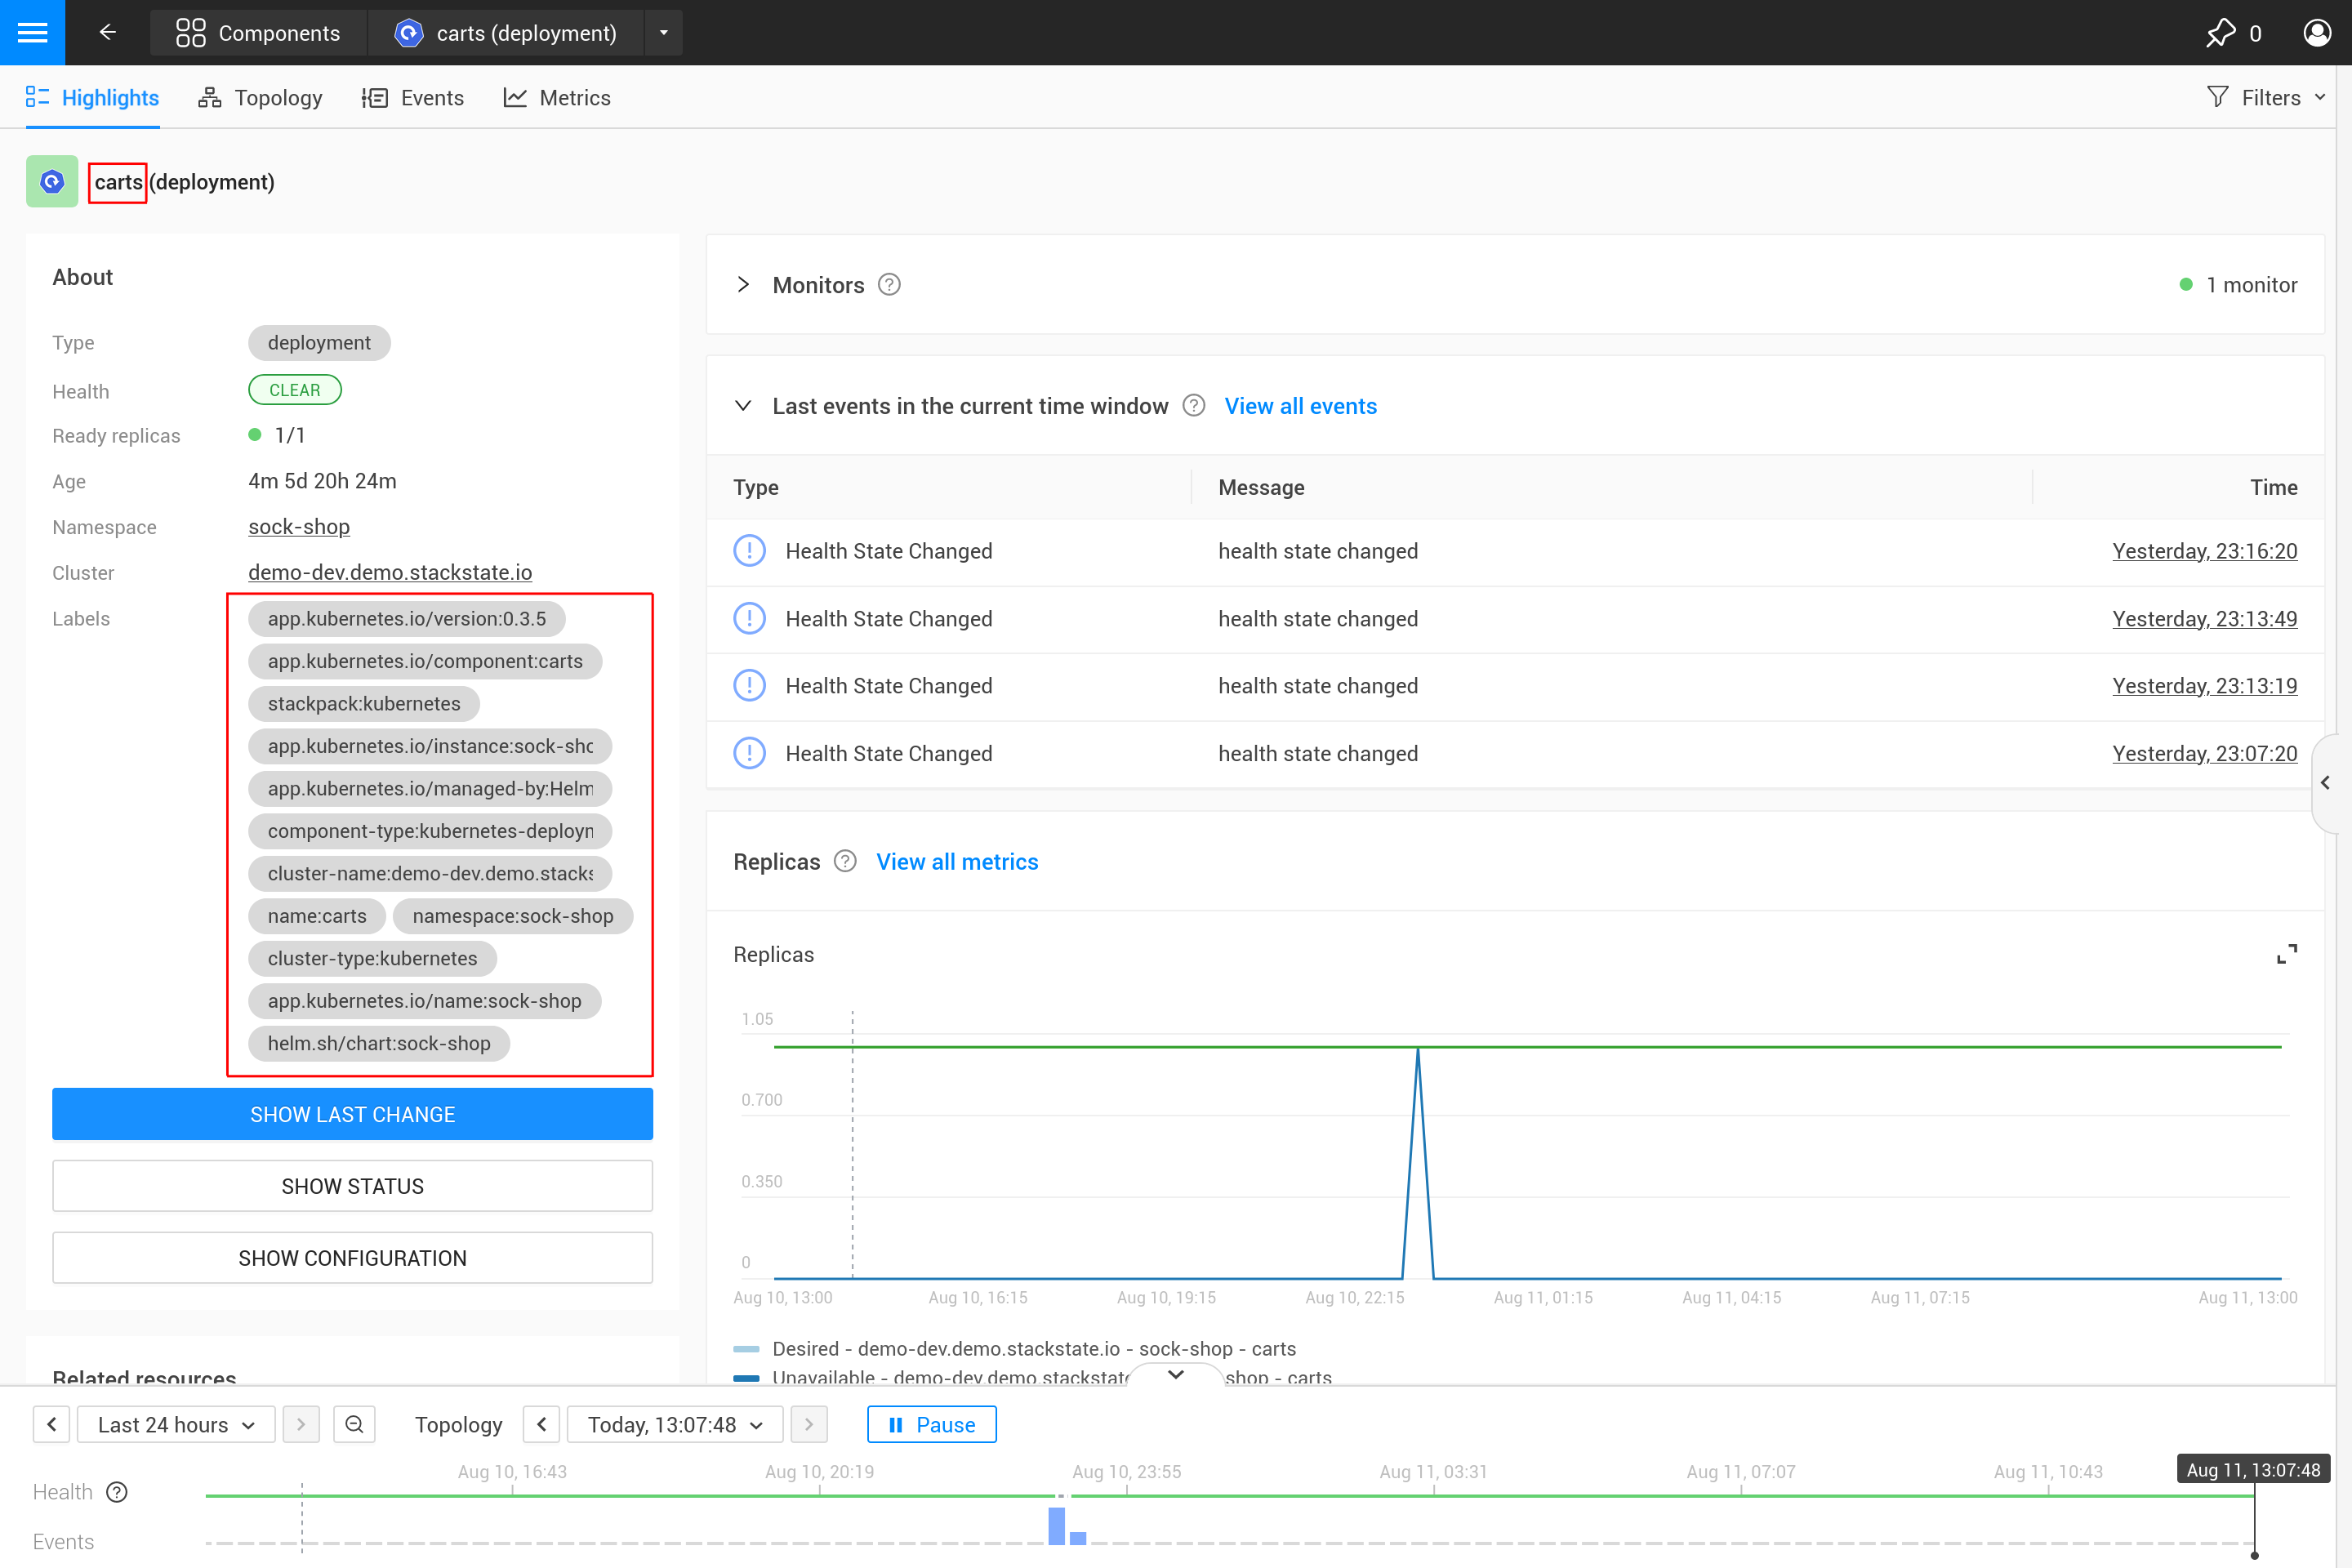 Components
carts (deployment)
0
Highlights
Topology
Events
Metrics
Filters
carts (deployment)
About
Type deployment
Health CLEAR
Ready replicas 1/1
Age 4m 5d 20h 24m
Namespace sock-shop
Cluster demo-dev.demo.stackstate.io
Labels app.kubernetes.io/version:0.3.5
app.kubernetes.io/component:carts
stackpack:kubernetes
app.kubernetes.io/instance:sock-sho
app.kubernetes.io/managed-by:Helm
component-type:kubernetes-deploym
cluster-name:demo-dev.demo.stacks
name:carts namespace:sock-shop
cluster-type:kubernetes
app.kubernetes.io/name:sock-shop
helm.sh/chart:sock-shop
SHOW LAST CHANGE
SHOW STATUS
SHOW CONFIGURATION
Related resources
Monitors ?
1 monitor
Last events in the current time window ? View all events
Type Message Time
Health State Changed health state changed Yesterday, 23:16:20
Health State Changed health state changed Yesterday, 23:13:49
Health State Changed health state changed Yesterday, 23:13:19
Health State Changed health state changed Yesterday, 23:07:20
Replicas ? View all metrics
Replicas
1.05
0.700
0.350
0
Aug 10, 13:00 Aug 10, 16:15 Aug 10, 19:15 Aug 10, 22:15 Aug 11, 01:15 Aug 11, 04:15 Aug 11, 07:15 Aug 11, 13:00
Desired - demo-dev.demo.stackstate.io - sock-shop - carts
Unavailable - demo-dev.demo.stackstate shop - carts
Last 24 hours
Topology
Today, 13:07:48
Pause
Aug 10, 16:43 Aug 10, 20:19 Aug 10, 23:55 Aug 11, 03:31 Aug 11, 07:07 Aug 11, 10:43 Aug 11, 13:07:48
Health ?
Events